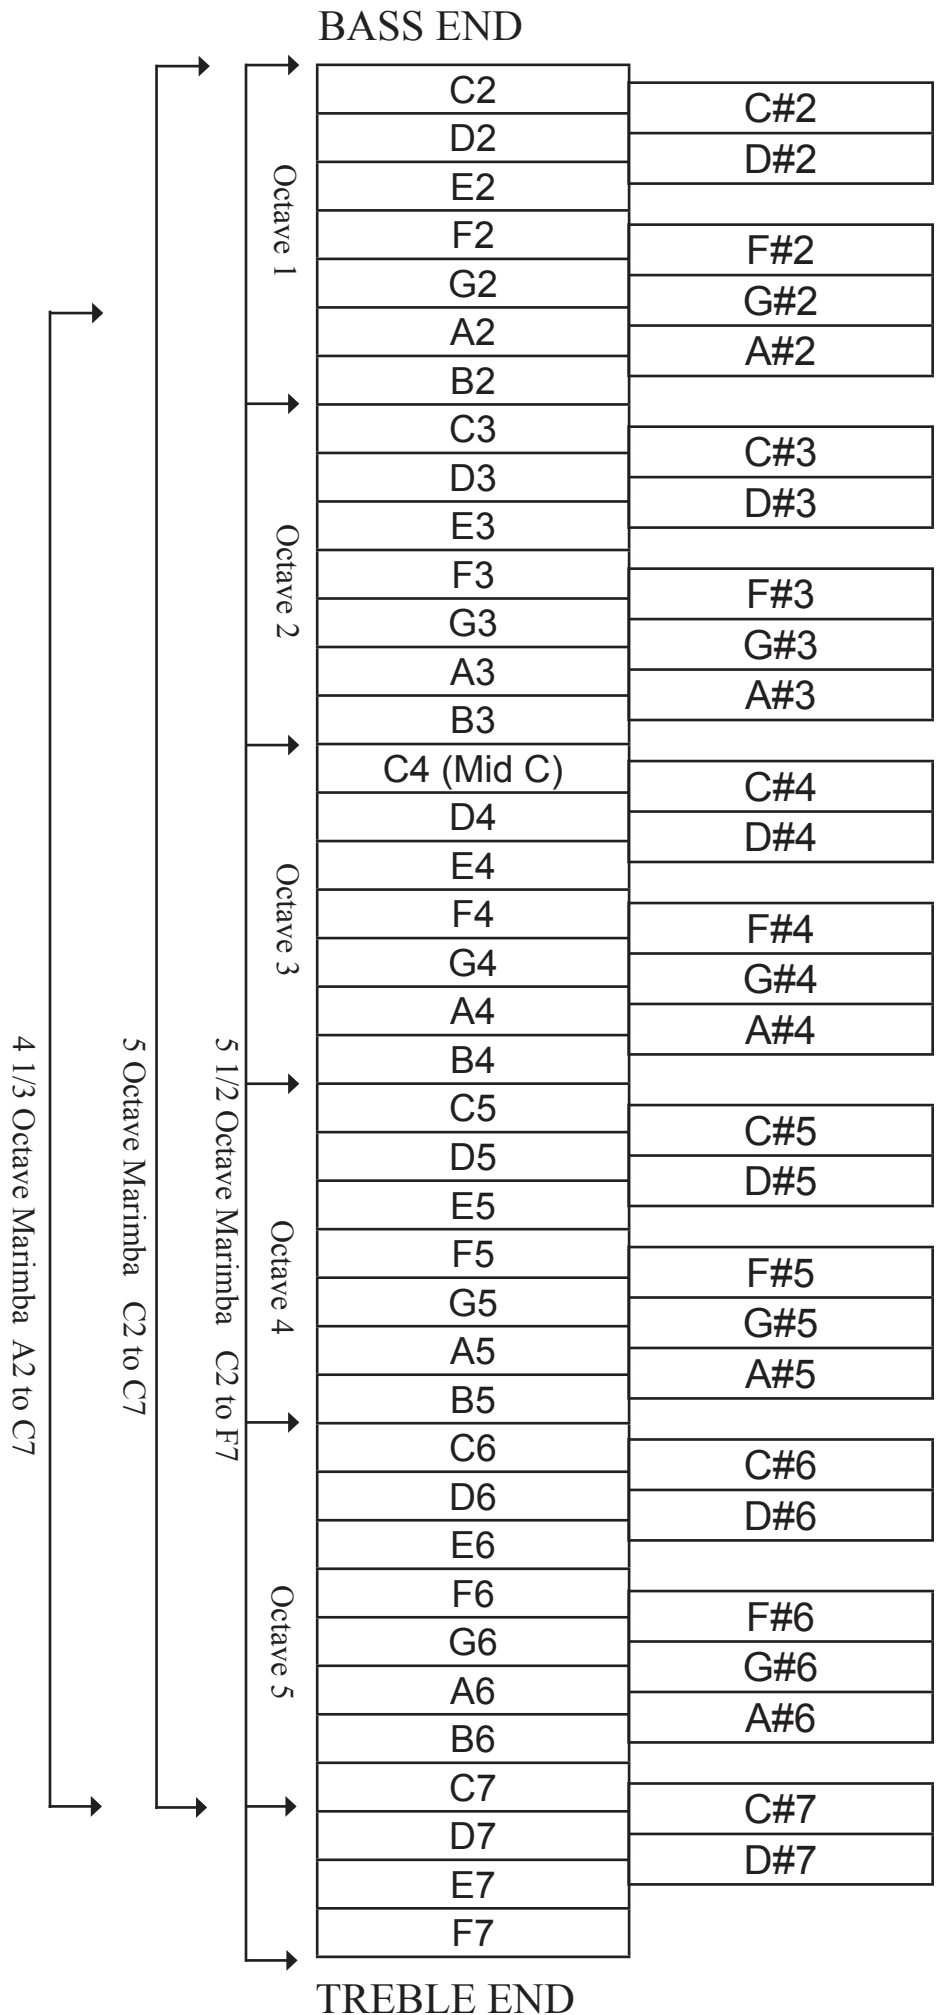 BASS END
C2
C#2
D2
D#2
E2
F2
F#2
G2
G#2
A2
A#2
B2
C3
C#3
D3
D#3
E3
F3
F#3
G3
G#3
A3
A#3
B3
C4 (Mid C)
C#4
D4
D#4
E4
F4
F#4
G4
G#4
A4
A#4
B4
C5
C#5
D5
D#5
E5
F5
F#5
G5
G#5
A5
A#5
B5
C6
C#6
D6
D#6
E6
F6
F#6
G6
G#6
A6
A#6
B6
C7
C#7
D7
D#7
E7
F7
Octave 1
Octave 2
Octave 3
Octave 4
Octave 5
5 1/2 Octave Marimba C2 to F7
5 Octave Marimba C2 to C7
4 1/3 Octave Marimba A2 to C7
TREBLE END